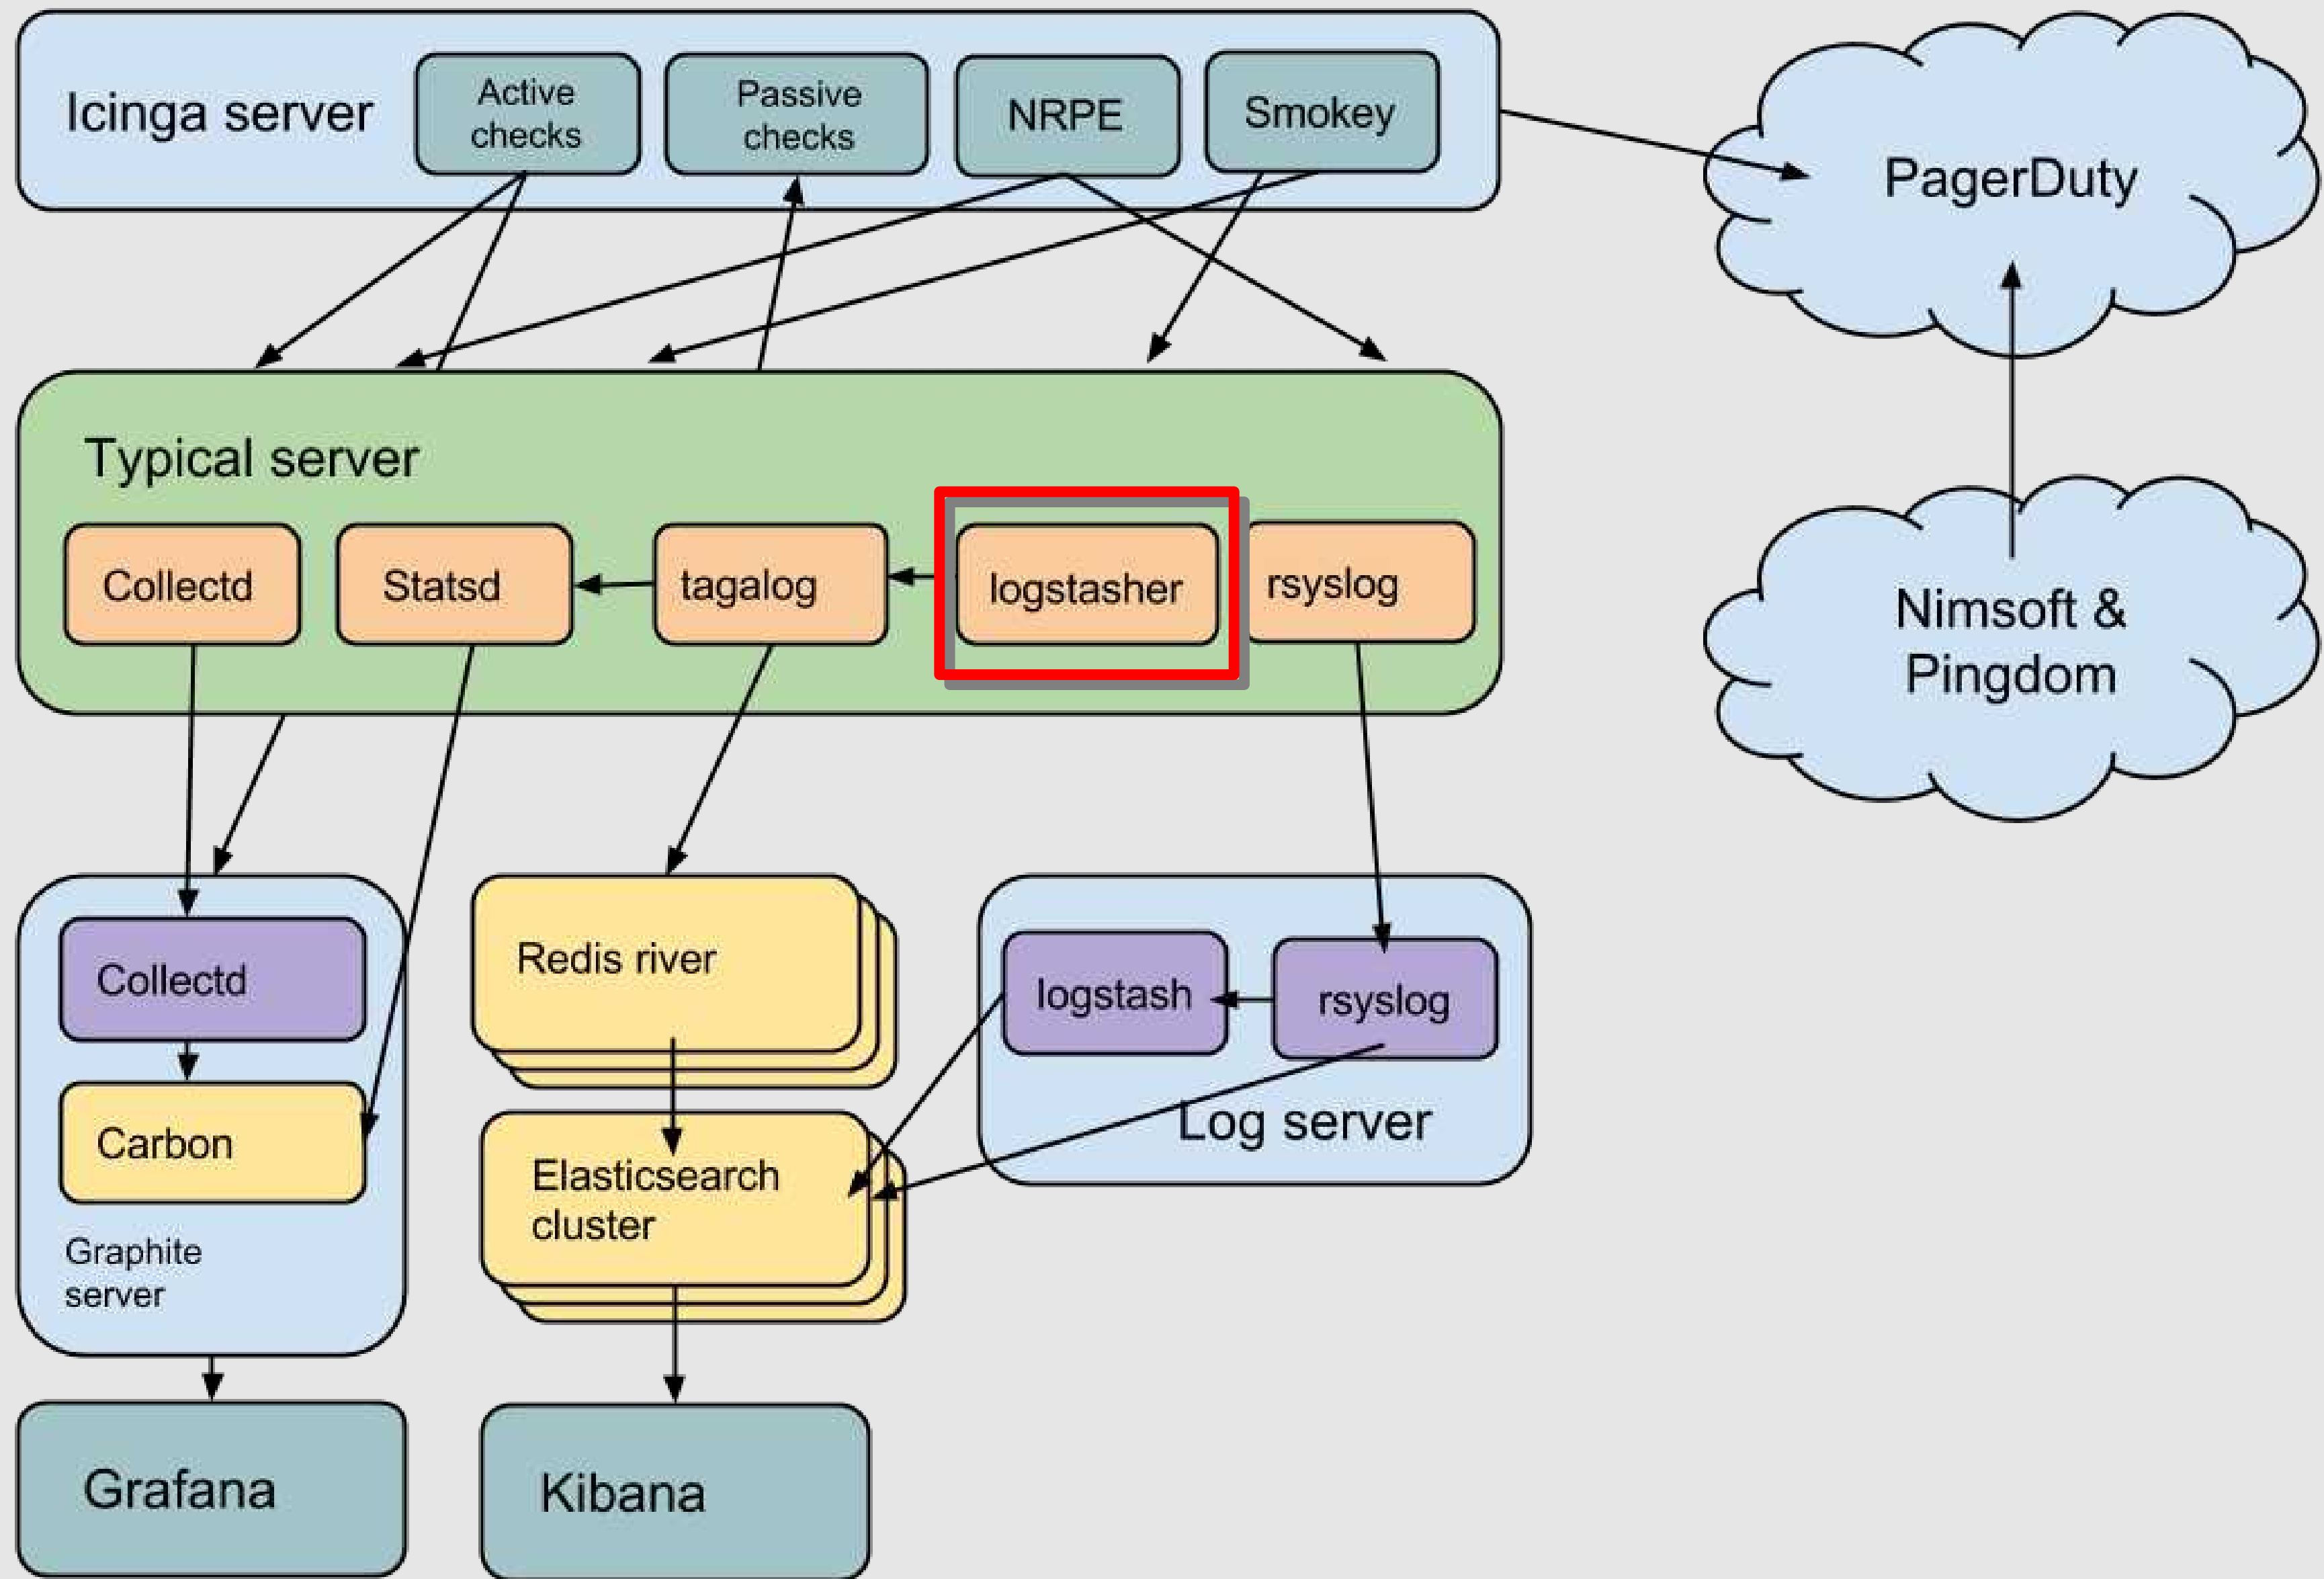 Icinga server
Active
checks
Passive
checks
NRPE
Smokey
PagerDuty
Typical server
Collectd
Statsd
tagalog
logstasher
rsyslog
Nimsoft &
Pingdom
Collectd
Carbon
Graphite
server
Redis river
Elasticsearch
cluster
logstash
rsyslog
Log server
Grafana
Kibana